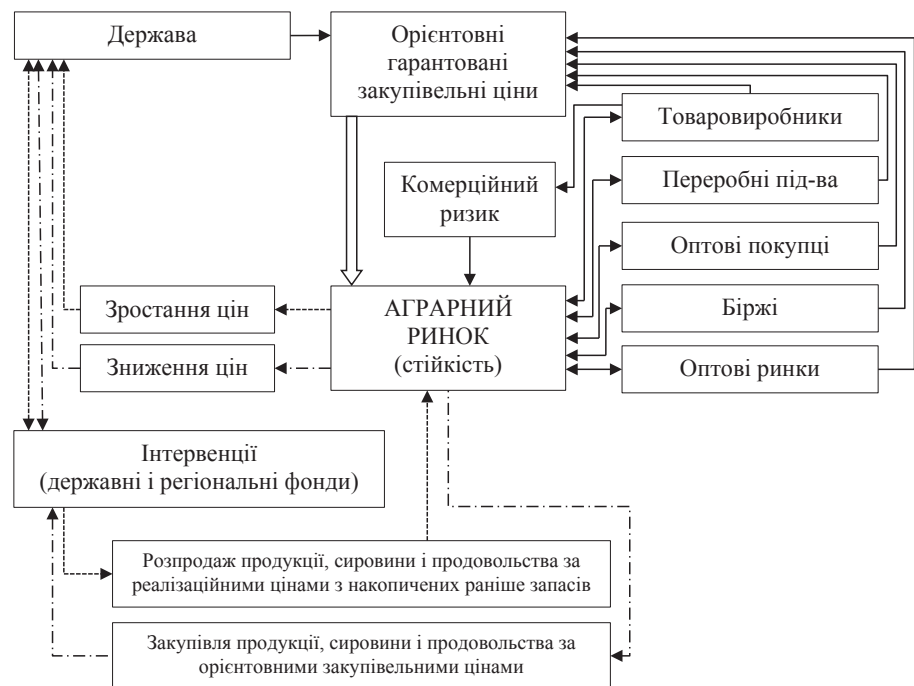 Держава
Орієнтовні
гарантовані
закупівельні ціни
Товаровиробники
Комерційний
ризик
Переробні під-ва
Оптові покупці
Зростання цін
АГРАРНИЙ
РИНОК
(стійкість)
Біржі
Зниження цін
Оптові ринки
Інтервенції
(державні і регіональні фонди)
Розпродаж продукції, сировини і продовольства за
реалізаційними цінами з накопичених раніше запасів
Закупівля продукції, сировини і продовольства за
орієнтовними закупівельними цінами